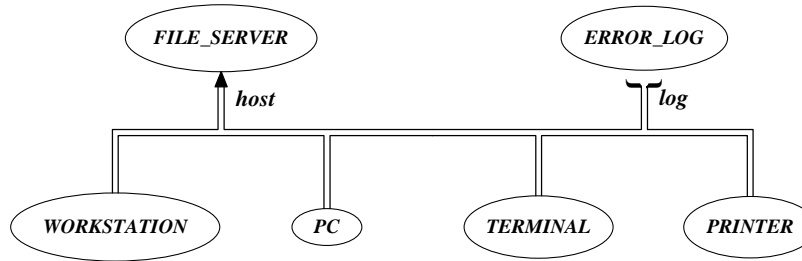 FILE_SERVER
ERROR_LOG
host
log
WORKSTATION
PC
TERMINAL
PRINTER